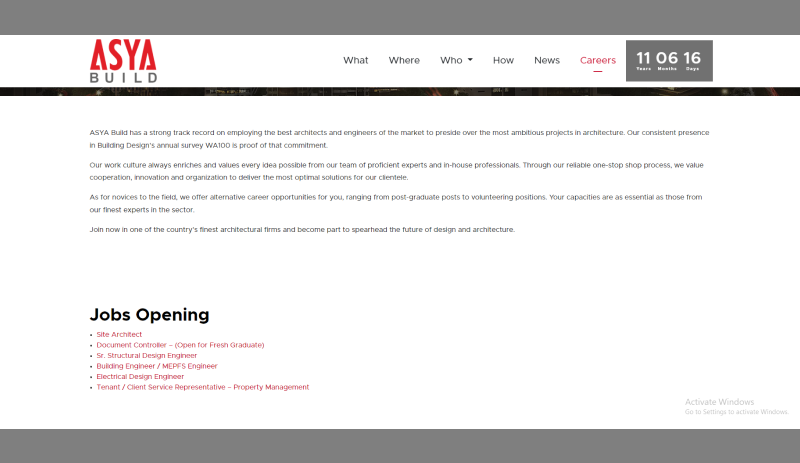 ASYA
BUILD
What
Where
Who
How
News
Careers
11 06 16
Years Months Days
ASYA Build has a strong track record on employing the best architects and engineers of the market to preside over the most ambitious projects in architecture. Our consistent presence
in Building Design's annual survey WA100 is proof of that commitment.
Our work culture always enriches and values every idea possible from our team of proficient experts and in-house professionals. Through our reliable one-stop shop process, we value
cooperation, innovation and organization to deliver the most optimal solutions for our clientele.
As for novices to the field, we offer alternative career opportunities for you, ranging from post-graduate posts to volunteering positions. Your capacities are as essential as those from
our finest experts in the sector.
Join now in one of the country's finest architectural firms and become part to spearhead the future of design and architecture.
Jobs Opening
• Site Architect
• Document Controller – (Open for Fresh Graduate)
• Sr. Structural Design Engineer
• Building Engineer / MEPFS Engineer
• Electrical Design Engineer
• Tenant / Client Service Representative – Property Management
Activate Windows
Go to Settings to activate Windows.